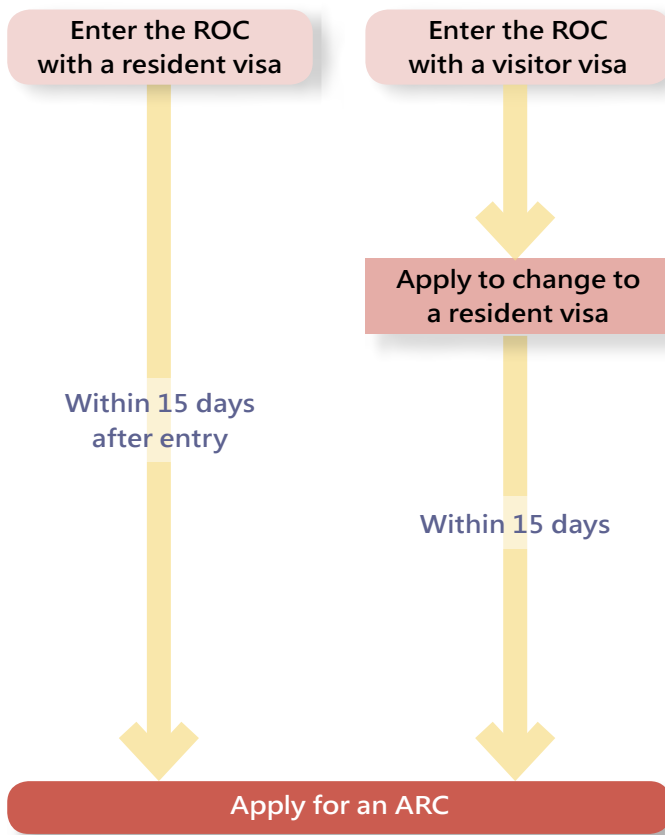 Enter the ROC
with a resident visa
Enter the ROC
with a visitor visa
Apply to change to
a resident visa
Within 15 days
after entry
Within 15 days
Apply for an ARC